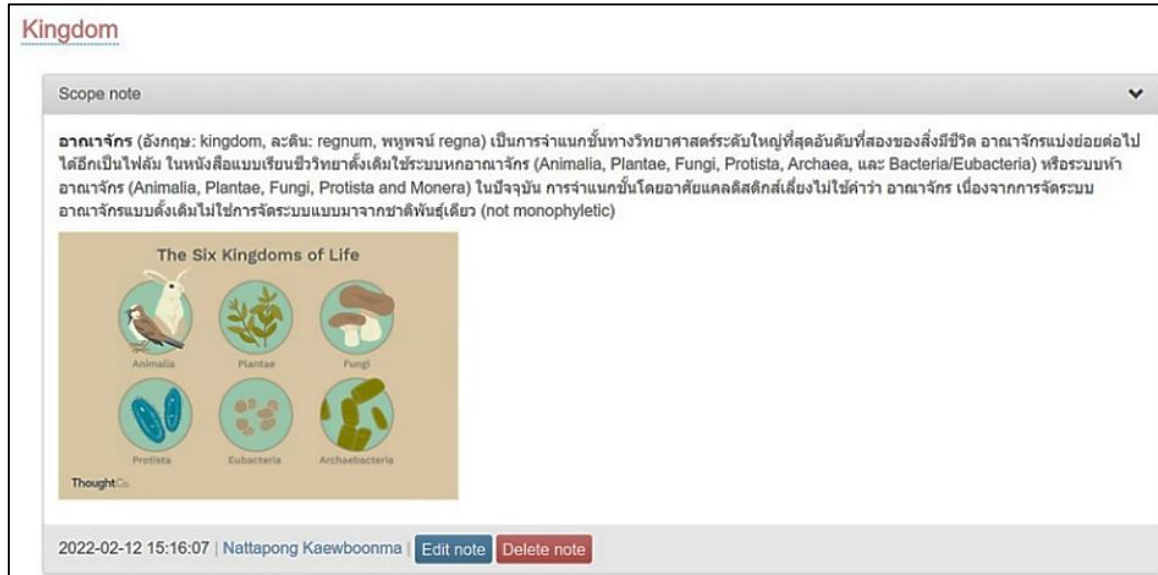 Kingdom
Scope note
อาณาจักร (อังกฤษ: kingdom, ละติน: regnum, พหูพจน์ regna) เป็นการจำแนกชั้นทางวิทยาศาสตร์ระดับใหญ่ที่สุดอันดับที่สองของสิ่งมีชีวิต อาณาจักรแบ่งย่อยต่อไป
ได้อีกเป็นไฟลัม ในหนังสือแบบเรียนชีววิทยาดั้งเดิมใช้ระบบหกอาณาจักร (Animalia, Plantae, Fungi, Protista, Archaea, และ Bacteria/Eubacteria) หรือระบบห้า
อาณาจักร (Animalia, Plantae, Fungi, Protista and Monera) ในปัจจุบัน การจำแนกชั้นโดยอาศัยแคลดิสติกส์เลี่ยงไม่ใช้คำว่า อาณาจักร เนื่องจากการจัดระบบ
อาณาจักรแบบดั้งเดิมไม่ใช่การจัดระบบแบบมาจากชาติพันธุ์เดียว (not monophyletic)
The Six Kingdoms of Life
Animalia Plantae Fungi
Protista Eubacteria Archaebacteria
ThoughtCo.
2022-02-12 15:16:07 | Nattapong Kaewboonma | Edit note Delete note